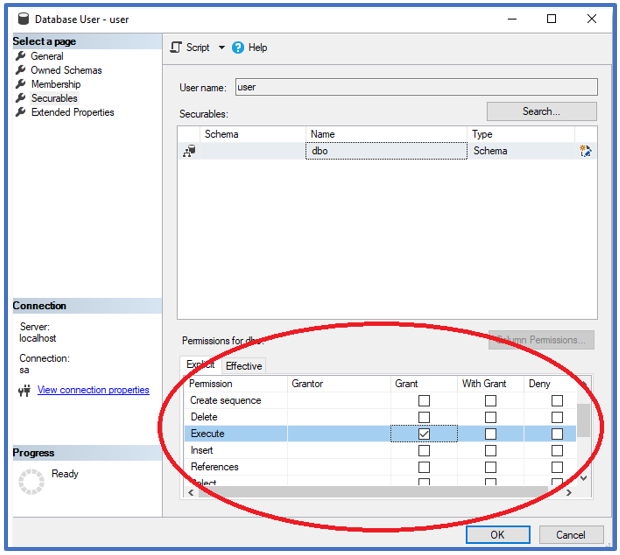 Database User - user
Select a page
General
Owned Schemas
Membership
Securables
Extended Properties
Script
Help
User name: user
Securables:
Search...
Schema Name Type
dbo Schema
Connection
Server:
localhost
Connection:
sa
View connection properties
Progress
Ready
Permissions for dbo:
Column Permissions...
Explicit Effective
Permission Grantor Grant With Grant Deny
Create sequence
Delete
Execute
Insert
References
Select
OK Cancel